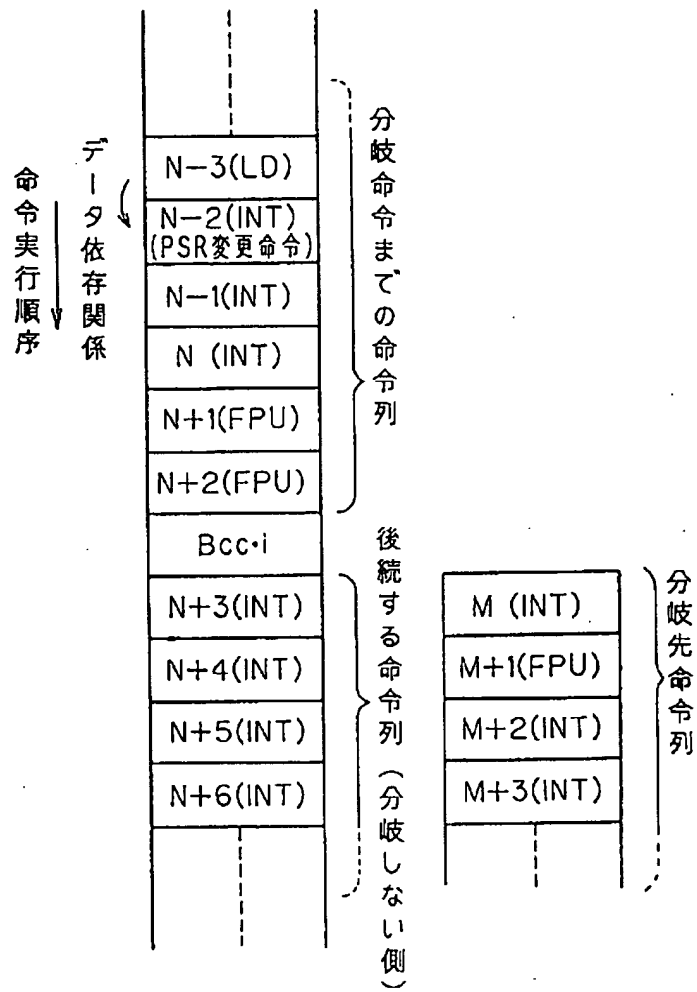 命令実行順序
データ依存関係
N-3(LD)
N-2(INT)
(PSR変更命令)
N-1(INT)
N (INT)
N+1(FPU)
N+2(FPU)
Bcc・i
N+3(INT)
N+4(INT)
N+5(INT)
N+6(INT)
分岐命令までの命令列
後続する命令列(分岐しない側)
M (INT)
M+1(FPU)
M+2(INT)
M+3(INT)
分岐先命令列